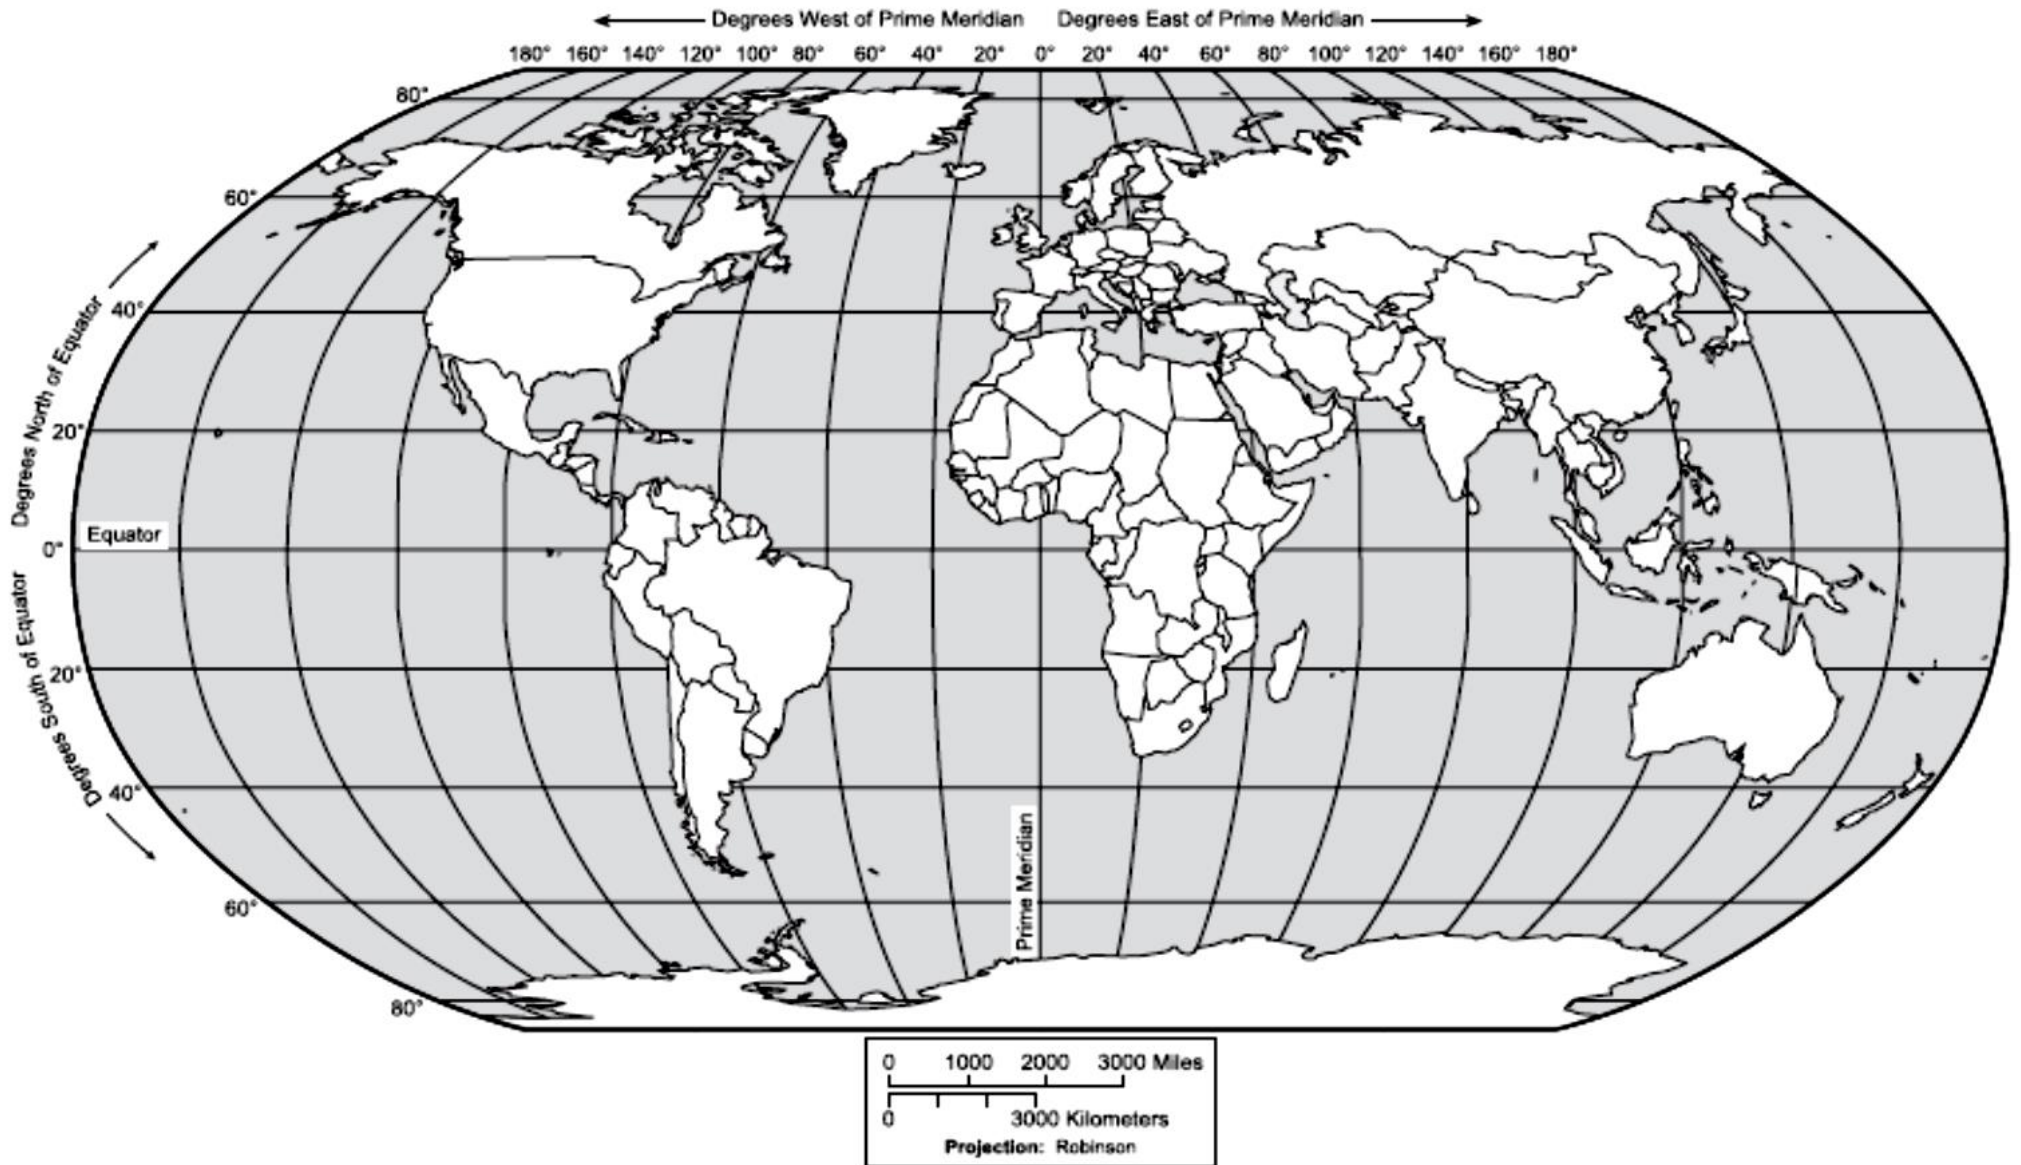 Degrees West of Prime Meridian Degrees East of Prime Meridian
180° 160° 140° 120° 100° 80° 60° 40° 20° 0° 20° 40° 60° 80° 100° 120° 140° 160° 180°
80°
60°
40°
20°
0°
20°
40°
60°
80°
Degrees North of Equator
Degrees South of Equator
Equator
Prime Meridian
0 1000 2000 3000 Miles
0 3000 Kilometers
Projection: Robinson